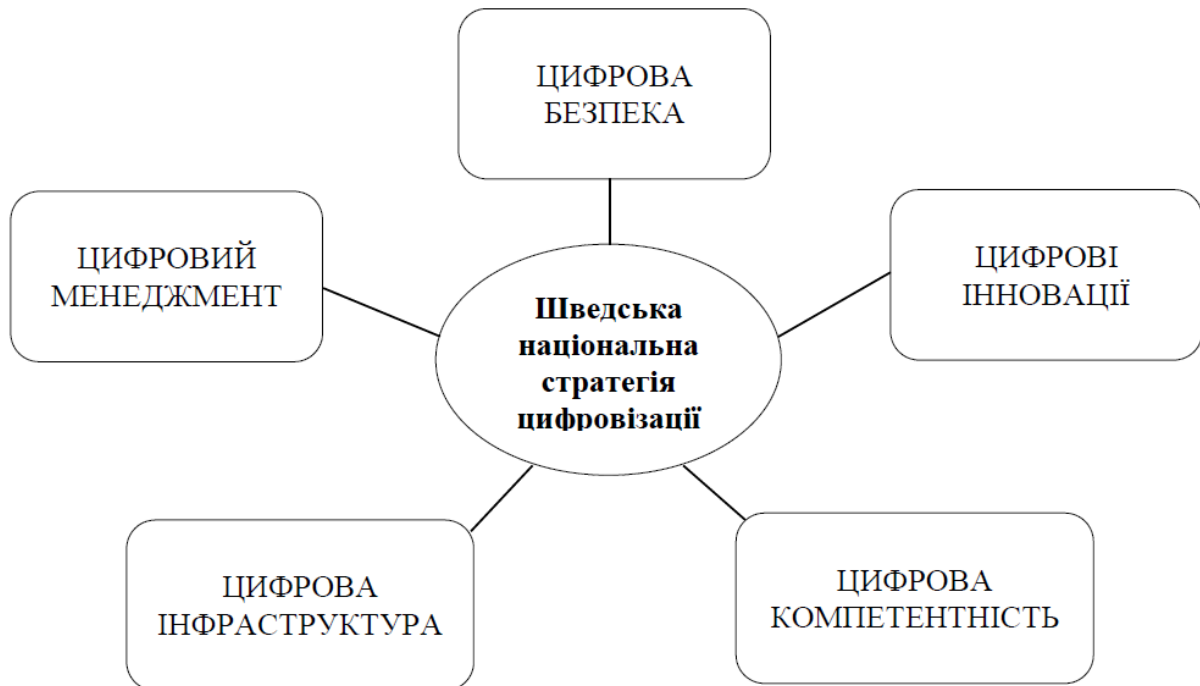 ЦИФРОВА
БЕЗПЕКА
ЦИФРОВИЙ
МЕНЕДЖМЕНТ
ЦИФРОВІ
ІННОВАЦІЇ
Шведська
національна
стратегія
цифровізації
ЦИФРОВА
ІНФРАСТРУКТУРА
ЦИФРОВА
КОМПЕТЕНТНІСТЬ